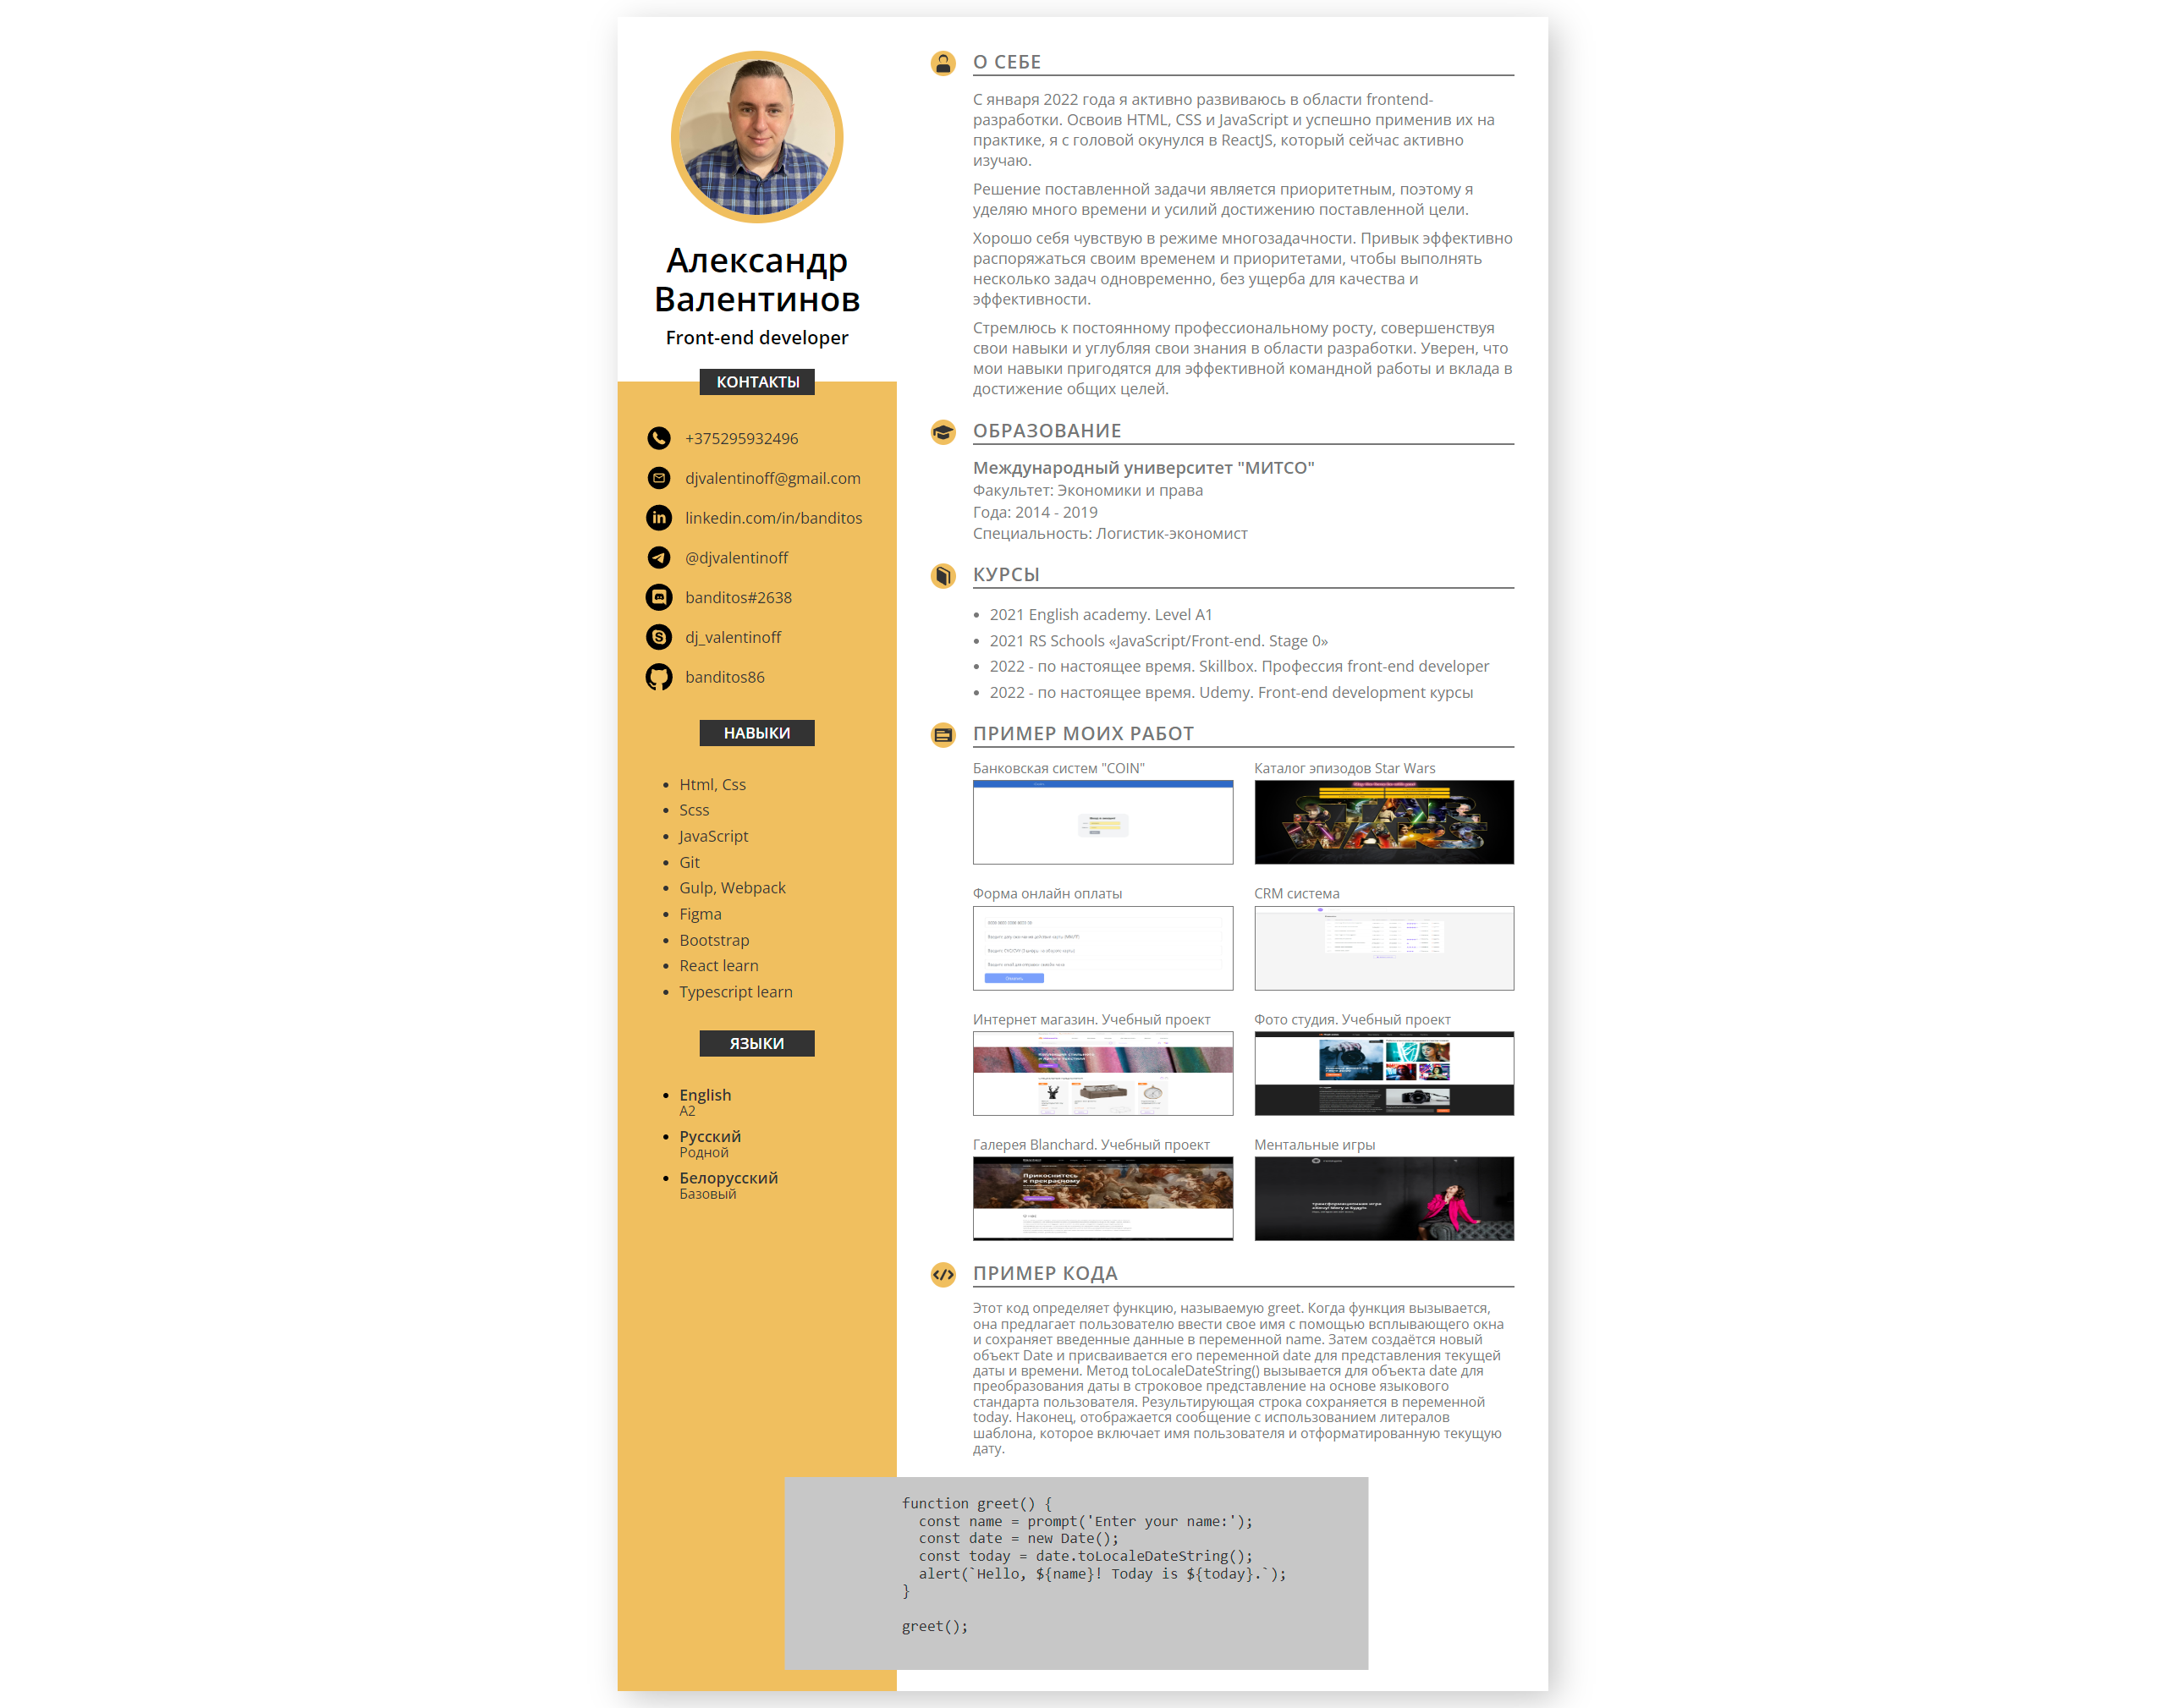 Александр
Валентинов
Front-end developer
КОНТАКТЫ
+375295932496
djvalentinoff@gmail.com
linkedin.com/in/banditos
@djvalentinoff
banditos#2638
dj_valentinoff
banditos86
НАВЫКИ
Html, Css
Scss
JavaScript
Git
Gulp, Webpack
Figma
Bootstrap
React learn
Typescript learn
ЯЗЫКИ
English
A2
Русский
Родной
Белорусский
Базовый
О СЕБЕ
С января 2022 года я активно развиваюсь в области frontend-
разработки. Освоив HTML, CSS и JavaScript и успешно применив их на
практике, я с головой окунулся в ReactJS, который сейчас активно
изучаю.
Решение поставленной задачи является приоритетным, поэтому я
уделяю много времени и усилий достижению поставленной цели.
Хорошо себя чувствую в режиме многозадачности. Привык эффективно
распоряжаться своим временем и приоритетами, чтобы выполнять
несколько задач одновременно, без ущерба для качества и
эффективности.
Стремлюсь к постоянному профессиональному росту, совершенствуя
свои навыки и углубляя свои знания в области разработки. Уверен, что
мои навыки пригодятся для эффективной командной работы и вклада в
достижение общих целей.
ОБРАЗОВАНИЕ
Международный университет "МИТСО"
Факультет: Экономики и права
Года: 2014 - 2019
Специальность: Логистик-экономист
КУРСЫ
2021 English academy. Level A1
2021 RS Schools «JavaScript/Front-end. Stage 0»
2022 - по настоящее время. Skillbox. Профессия front-end developer
2022 - по настоящее время. Udemy. Front-end development курсы
ПРИМЕР МОИХ РАБОТ
Банковская систем "COIN"
Каталог эпизодов Star Wars
STAR
WARS
Форма онлайн оплаты
CRM система
Интернет магазин. Учебный проект
Фото студия. Учебный проект
Галерея Blanchard. Учебный проект
Прикоснитесь
к прекрасному
Ментальные игры
ПРИМЕР КОДА
Этот код определяет функцию, называемую greet. Когда функция вызывается,
она предлагает пользователю ввести свое имя с помощью всплывающего окна
и сохраняет введенные данные в переменной name. Затем создаётся новый
объект Date и присваивается его переменной date для представления текущей
даты и времени. Метод toLocaleDateString() вызывается для объекта date для
преобразования даты в строковое представление на основе языкового
стандарта пользователя. Результирующая строка сохраняется в переменной
today. Наконец, отображается сообщение с использованием литералов
шаблона, которое включает имя пользователя и отформатированную текущую
дату.
function greet() {
  const name = prompt('Enter your name:');
  const date = new Date();
  const today = date.toLocaleDateString();
  alert(`Hello, ${name}! Today is ${today}.`);
}
greet();